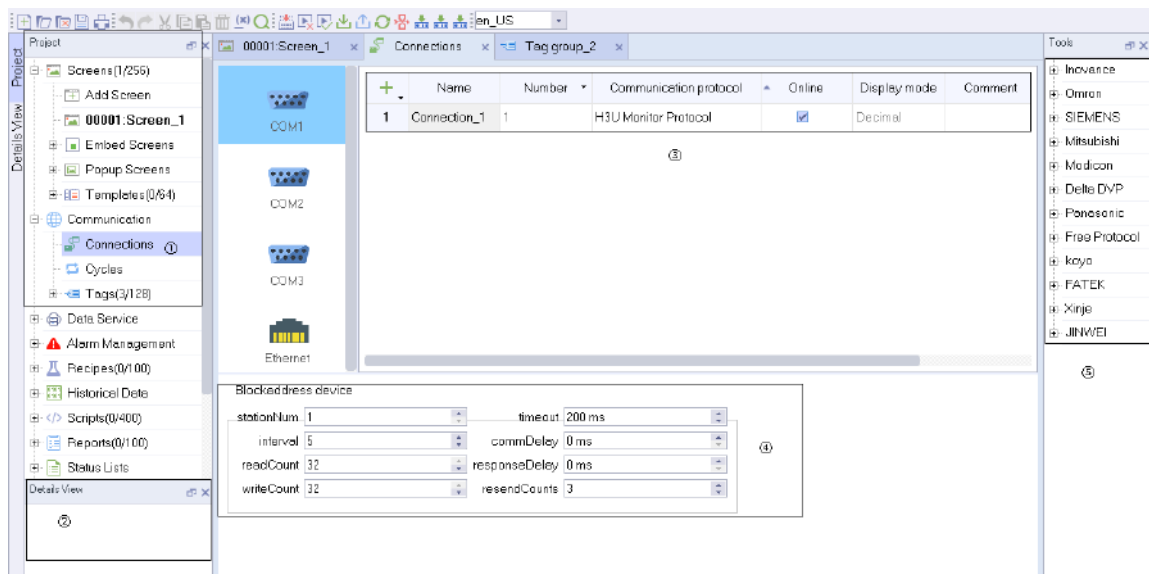 en_US
Project
Details View
Project
Screens(1/256)
Add Screen
00001:Screen_1
Embed Screens
Popup Screens
Templates(0/64)
Communication
Connections ①
Cycles
Tags(3/128)
Data Service
Alarm Management
Recipes(0/100)
Historical Data
Scripts(0/400)
Reports(0/100)
Status Lists
Details View
②
00001:Screen_1
Connections
Tag group_2
COM1
COM2
COM3
Ethernet
Name Number Communication protocol Online Display mode Comment
1 Connection_1 1 H3U Monitor Protocol Decimal
③
Blockaddress device
stationNum 1 timeout 200 ms
interval 5 commDelay 0 ms
readCount 32 responseDelay 0 ms
writeCount 32 resendCounts 3
④
Tools
Inovance
Omron
SIEMENS
Mitsubishi
Modicon
Delta DVP
Panasonic
Free Protocol
koyo
FATEK
Xinje
JINWEI
⑤